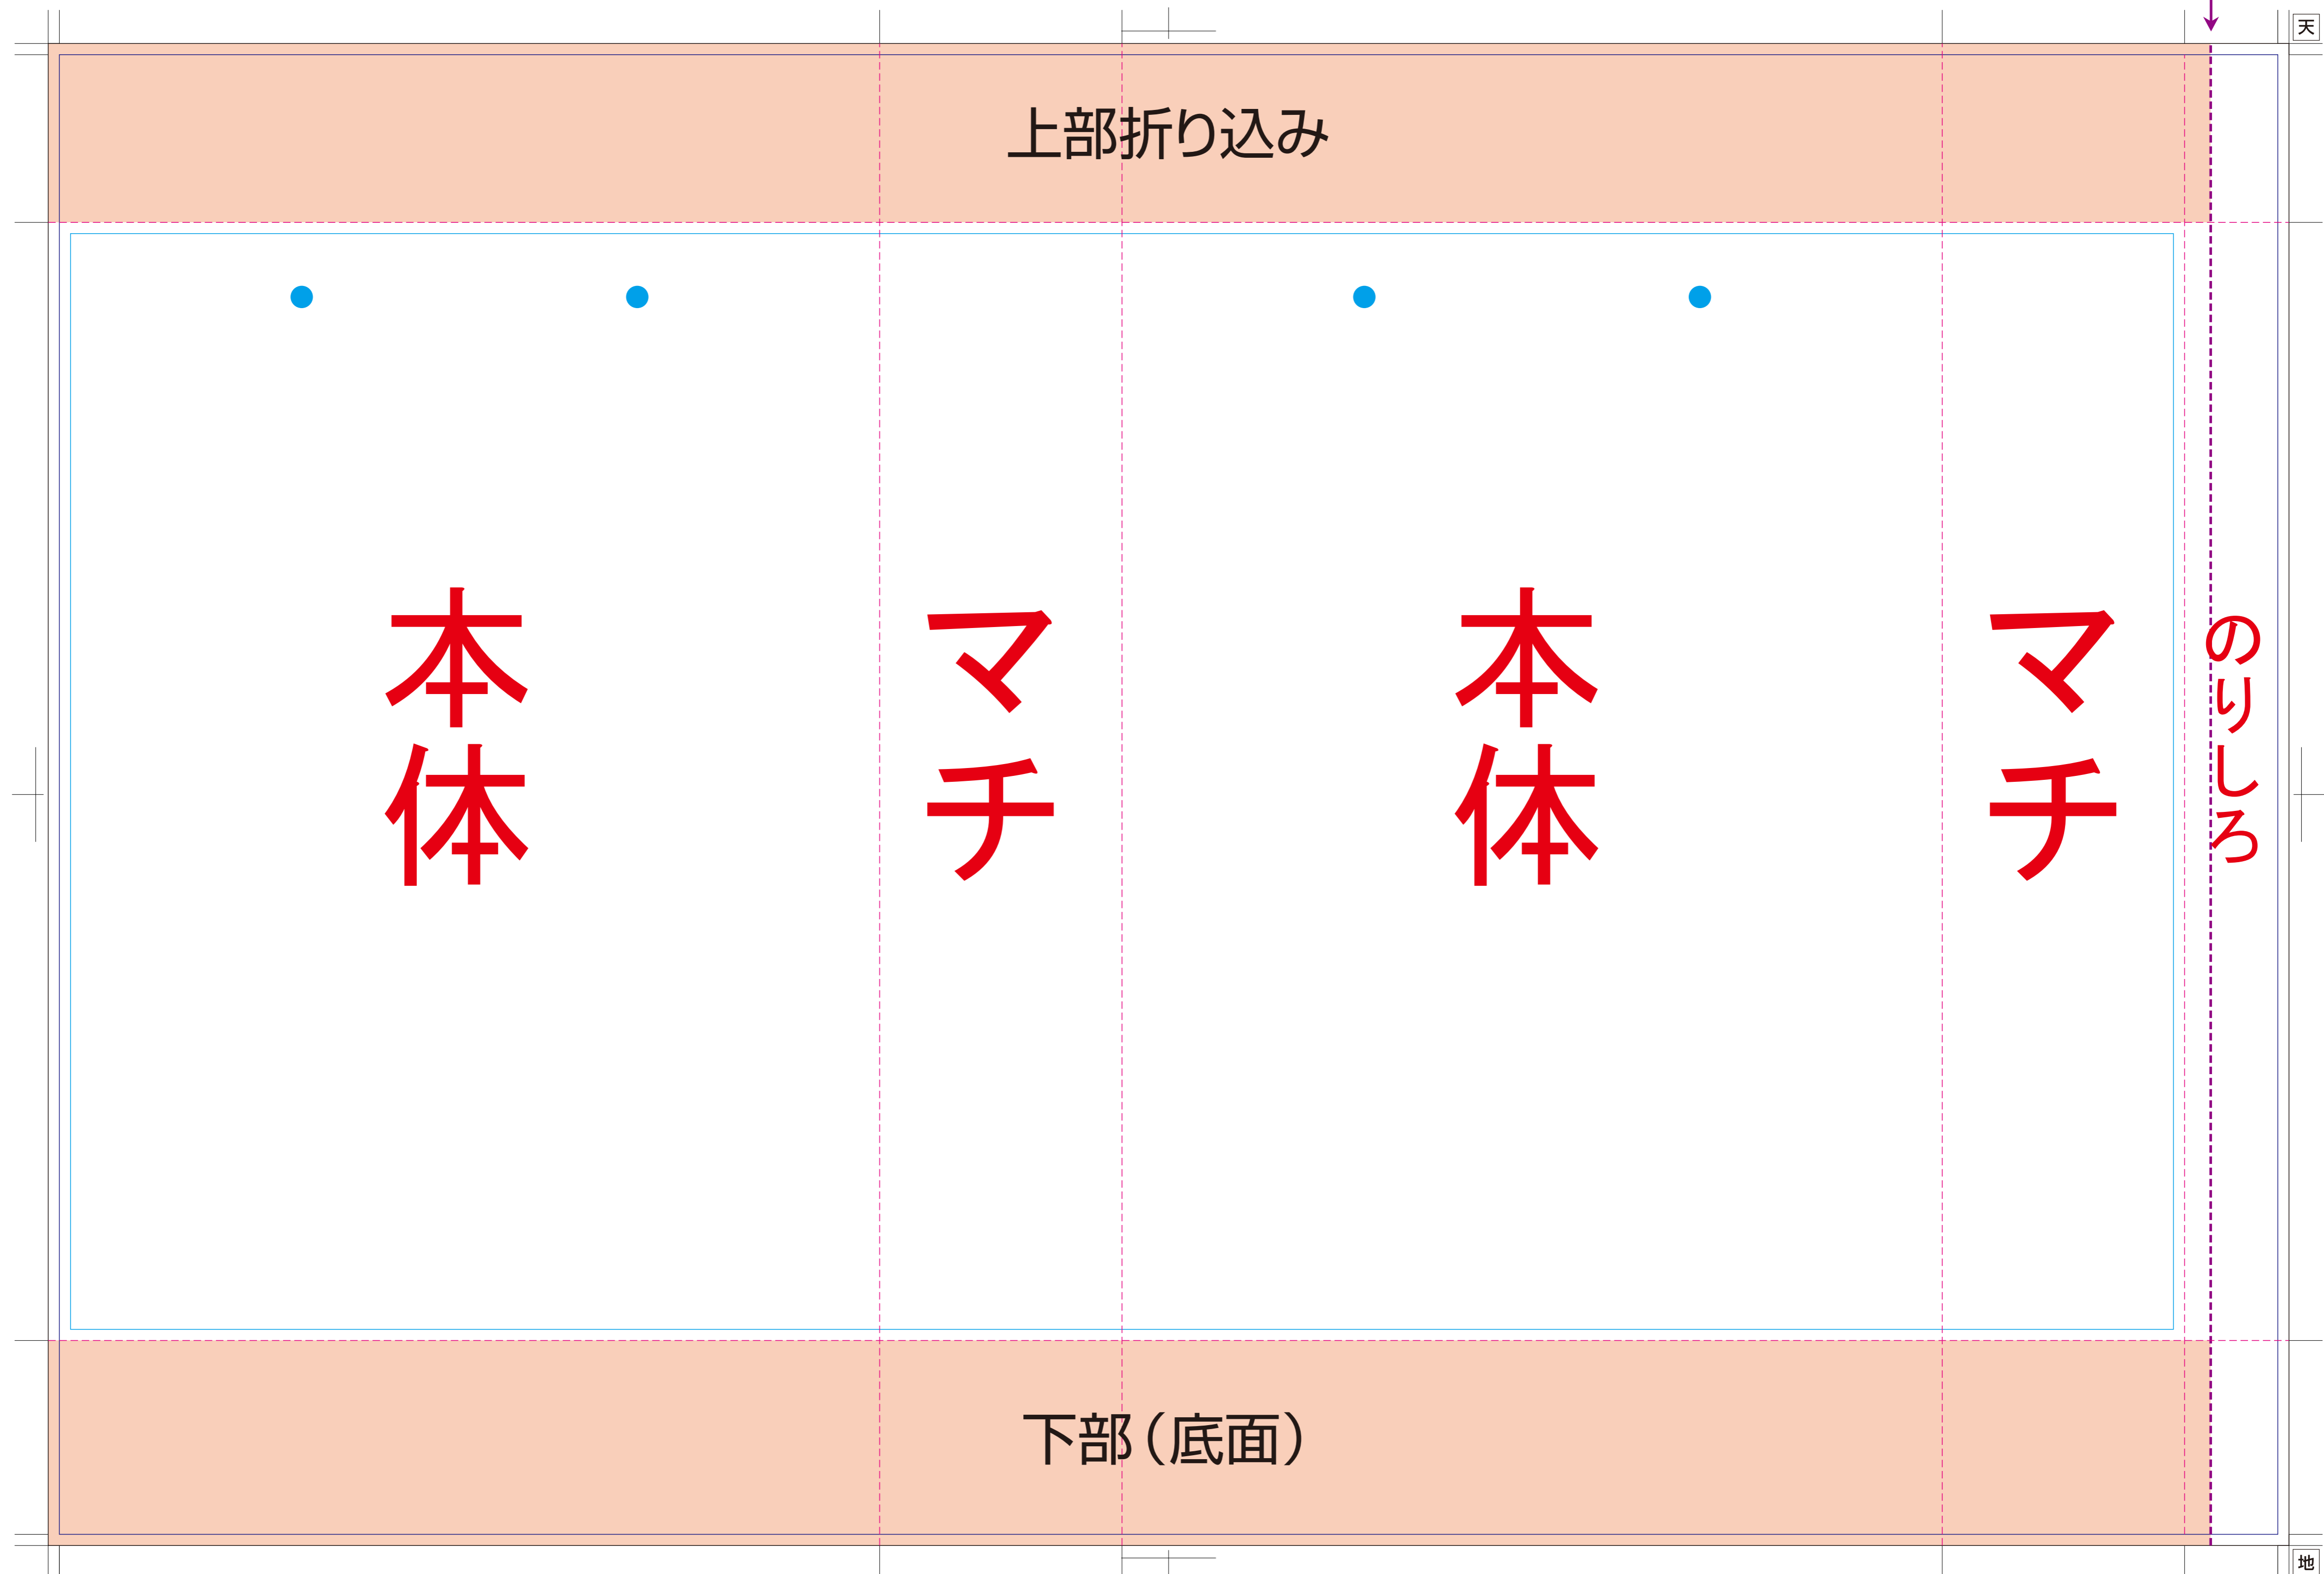 天
上部折り込み
本体
マチ
本体
マチ
のりしろ
下部（底面）
地